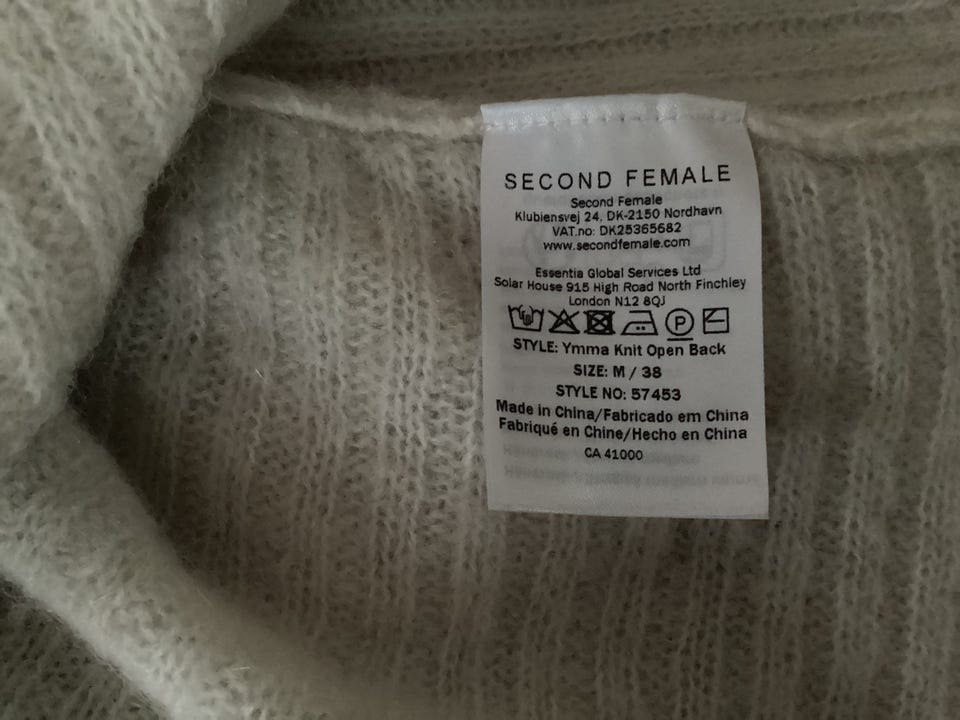 SECOND FEMALE
Second Female
Klubiensvej 24, DK-2150 Nordhavn
VAT.no: DK25365682
www.secondfemale.com
Essentia Global Services Ltd
Solar House 915 High Road North Finchley
London N12 8QJ
P
STYLE: Ymma Knit Open Back
SIZE: M / 38
STYLE NO: 57453
Made in China/Fabricado em China
Fabriqué en Chine/Hecho en China
CA 41000